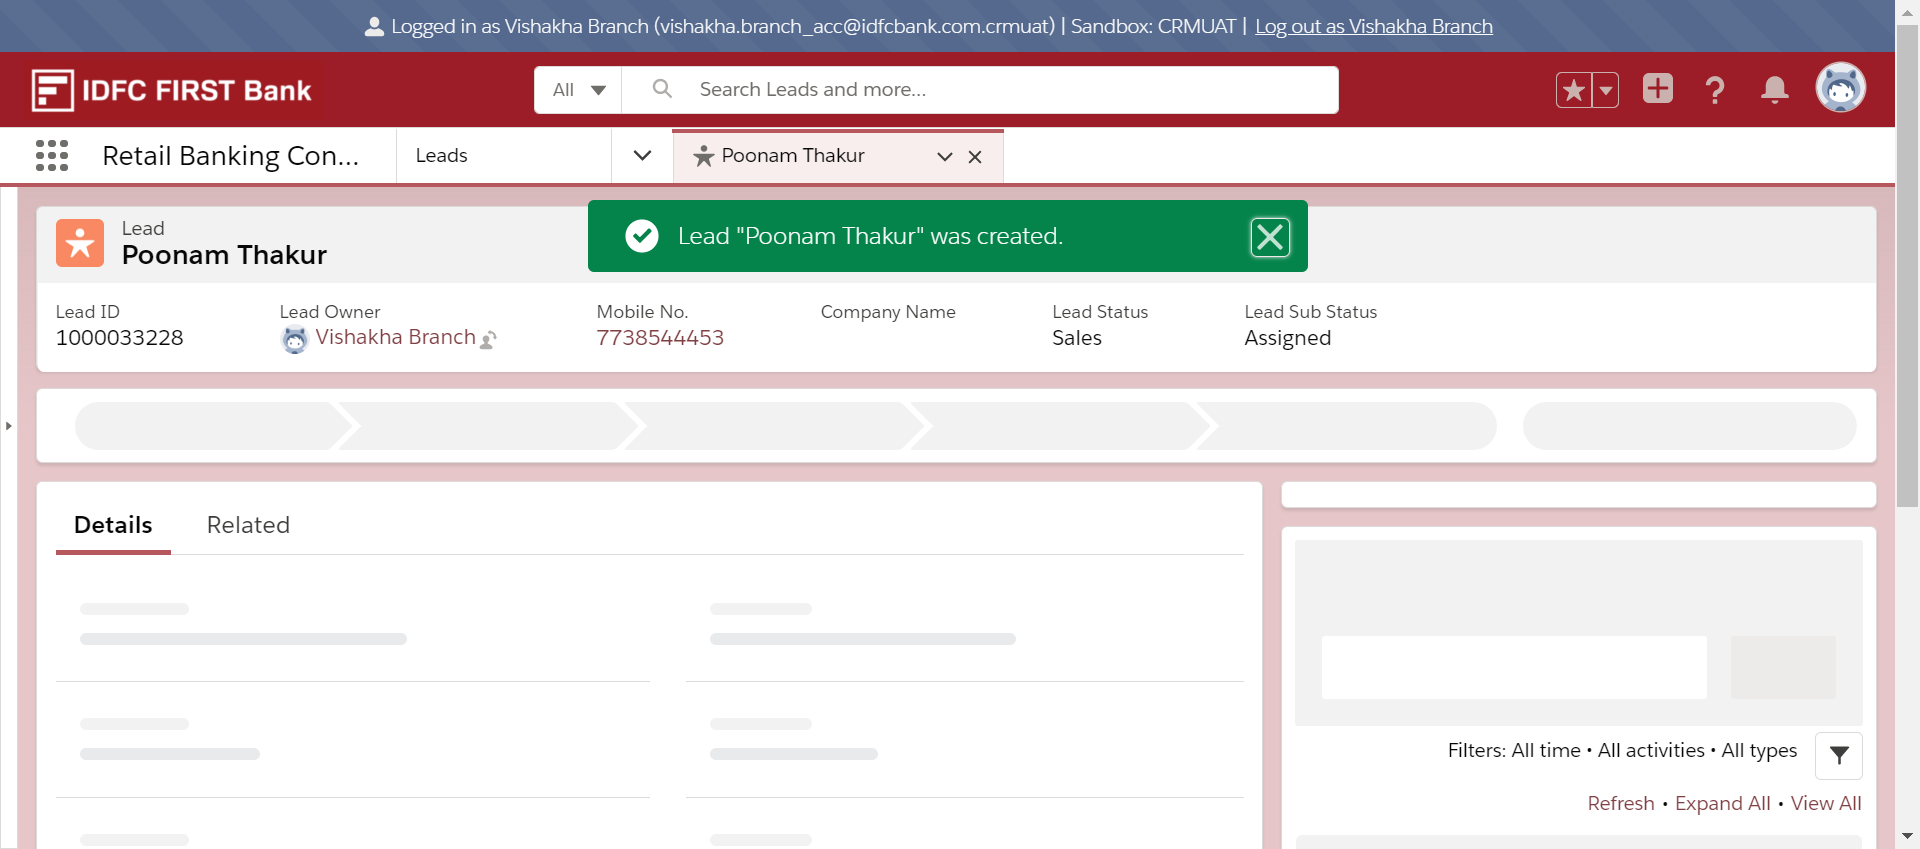 Logged in as Vishakha Branch (vishakha.branch_acc@idfcbank.com.crmuat) | Sandbox: CRMUAT | Log out as Vishakha Branch
IDFC FIRST Bank
All
Search Leads and more...
Retail Banking Con...
Leads
Poonam Thakur
Lead
Poonam Thakur
Lead "Poonam Thakur" was created.
Lead ID
1000033228
Lead Owner
Vishakha Branch
Mobile No.
7738544453
Company Name
Lead Status
Sales
Lead Sub Status
Assigned
Details
Related
Filters: All time • All activities • All types
Refresh • Expand All • View All